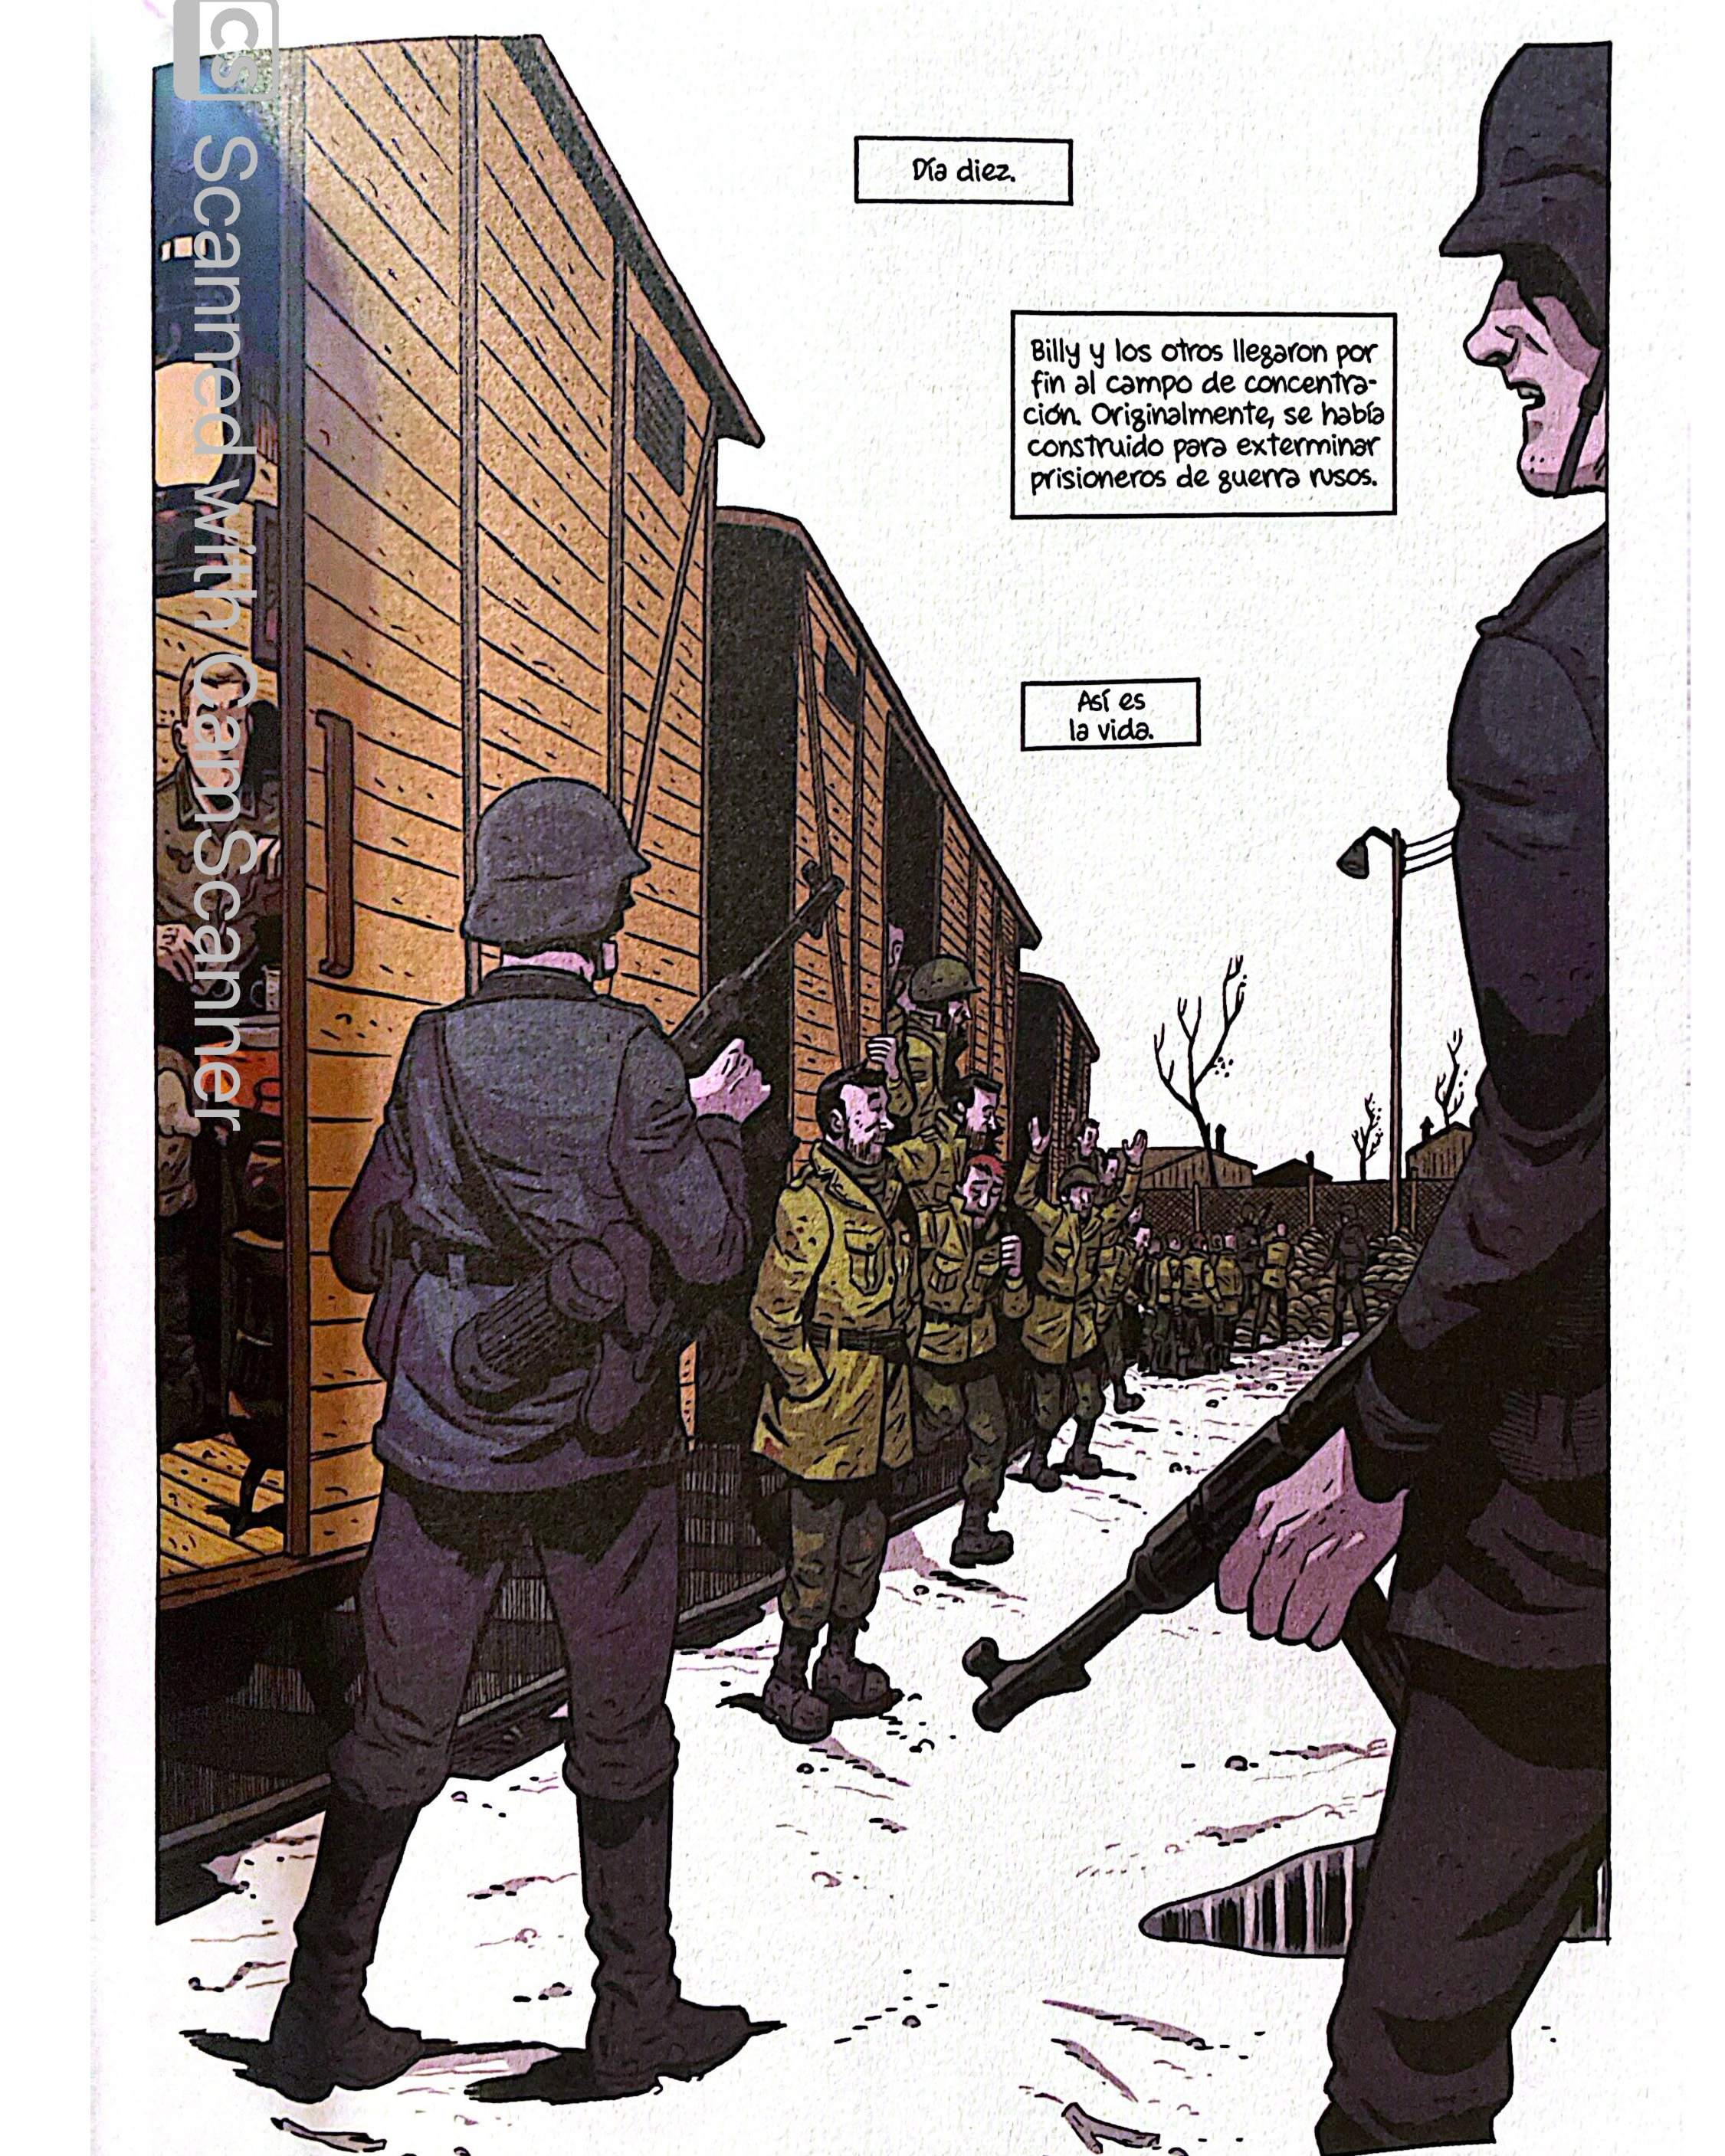 Día diez.
Billy y los otros llegaron por
fin al campo de concentra-
ción. Originalmente, se había
construido para exterminar
prisioneros de guerra rusos.
Así es
la vida.
CS Scanned with CamScanner